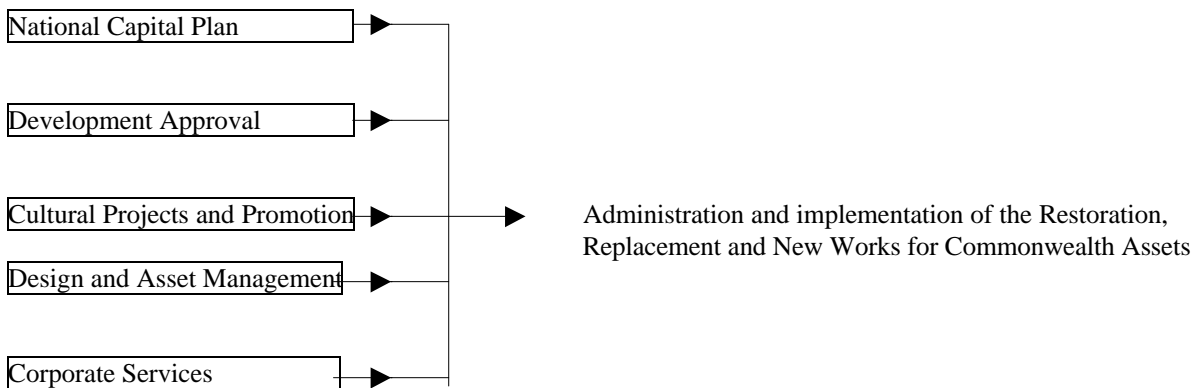 National Capital Plan
Development Approval
Cultural Projects and Promotion
Design and Asset Management
Corporate Services
Administration and implementation of the Restoration,
Replacement and New Works for Commonwealth Assets